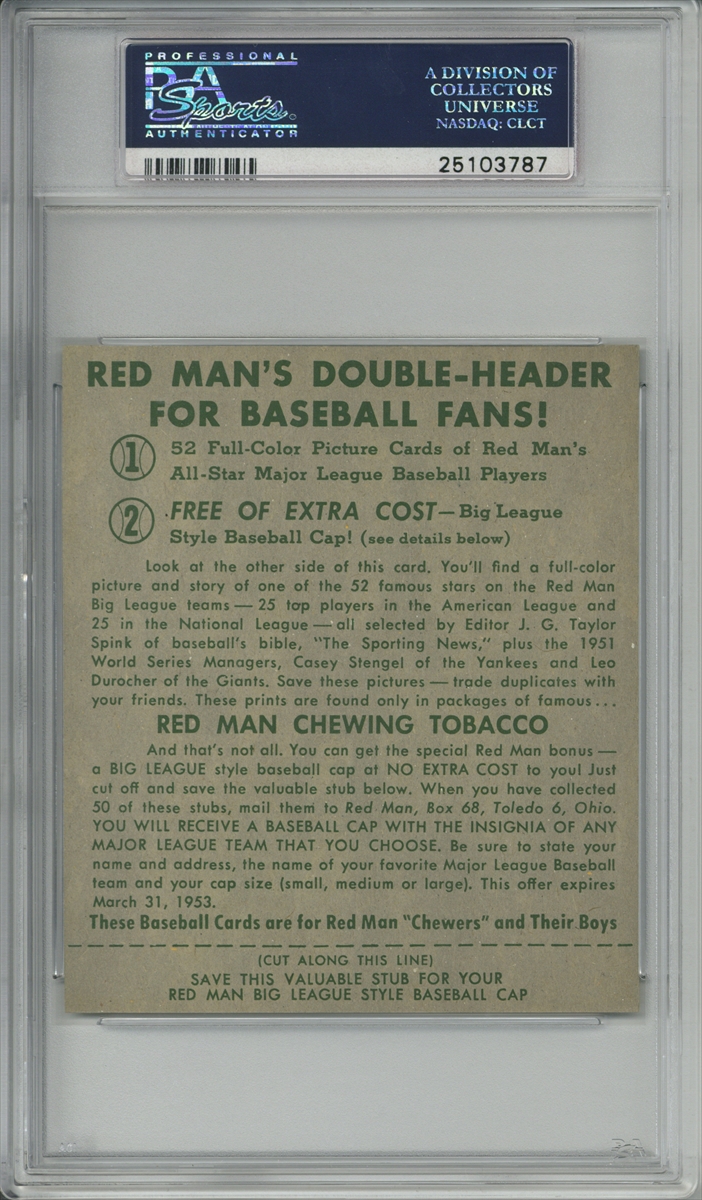 PROFESSIONAL
PSA
Sports
AUTHENTICATOR
A DIVISION OF
COLLECTORS
UNIVERSE
NASDAQ: CLCT
25103787
RED MAN'S DOUBLE-HEADER
FOR BASEBALL FANS!
1 52 Full-Color Picture Cards of Red Man's
All-Star Major League Baseball Players
2 FREE OF EXTRA COST—Big League
Style Baseball Cap! (see details below)
Look at the other side of this card. You'll find a full-color
picture and story of one of the 52 famous stars on the Red Man
Big League teams — 25 top players in the American League and
25 in the National League — all selected by Editor J. G. Taylor
Spink of baseball's bible, "The Sporting News," plus the 1951
World Series Managers, Casey Stengel of the Yankees and Leo
Durocher of the Giants. Save these pictures — trade duplicates with
your friends. These prints are found only in packages of famous...
RED MAN CHEWING TOBACCO
And that's not all. You can get the special Red Man bonus —
a BIG LEAGUE style baseball cap at NO EXTRA COST to you! Just
cut off and save the valuable stub below. When you have collected
50 of these stubs, mail them to Red Man, Box 68, Toledo 6, Ohio.
YOU WILL RECEIVE A BASEBALL CAP WITH THE INSIGNIA OF ANY
MAJOR LEAGUE TEAM THAT YOU CHOOSE. Be sure to state your
name and address, the name of your favorite Major League Baseball
team and your cap size (small, medium or large). This offer expires
March 31, 1953.
These Baseball Cards are for Red Man "Chewers" and Their Boys
(CUT ALONG THIS LINE)
SAVE THIS VALUABLE STUB FOR YOUR
RED MAN BIG LEAGUE STYLE BASEBALL CAP